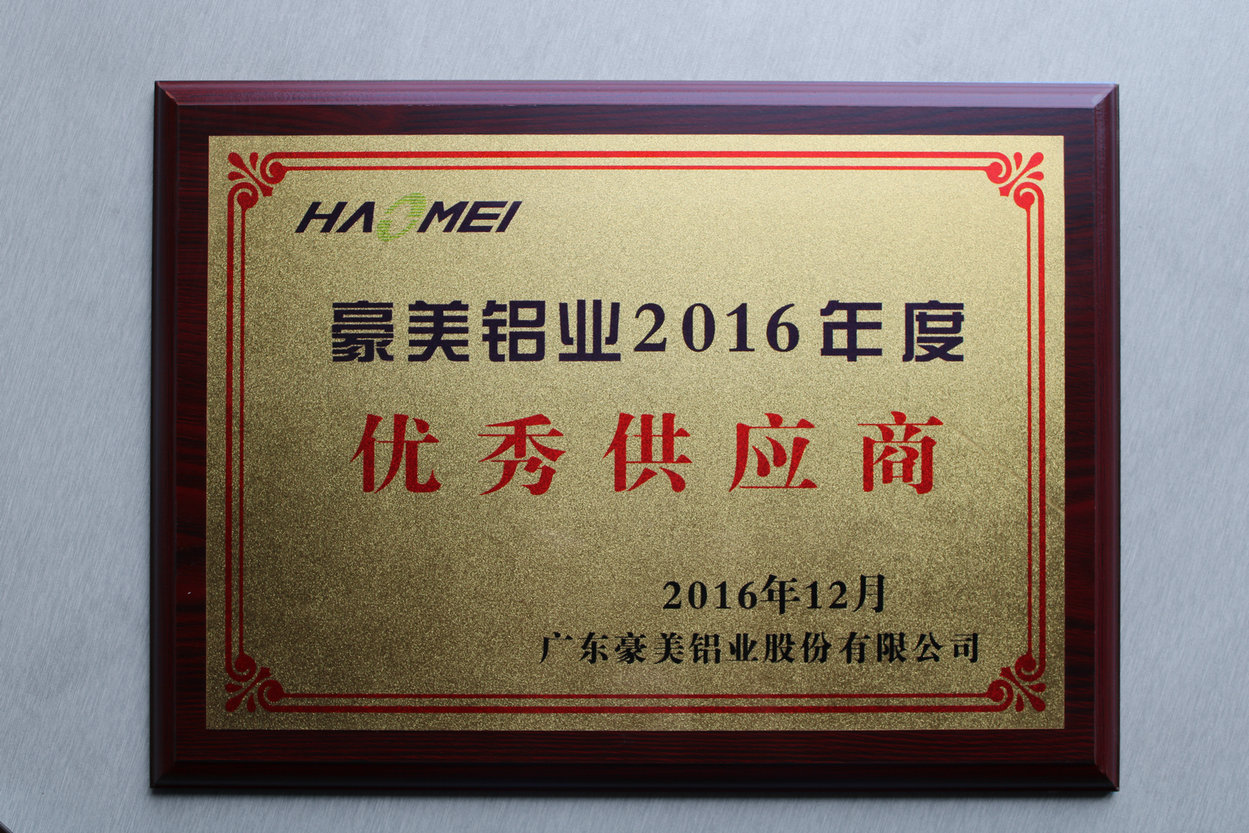 HAOMEI
豪美铝业2016年度
优秀供应商
2016年12月
广东豪美铝业股份有限公司